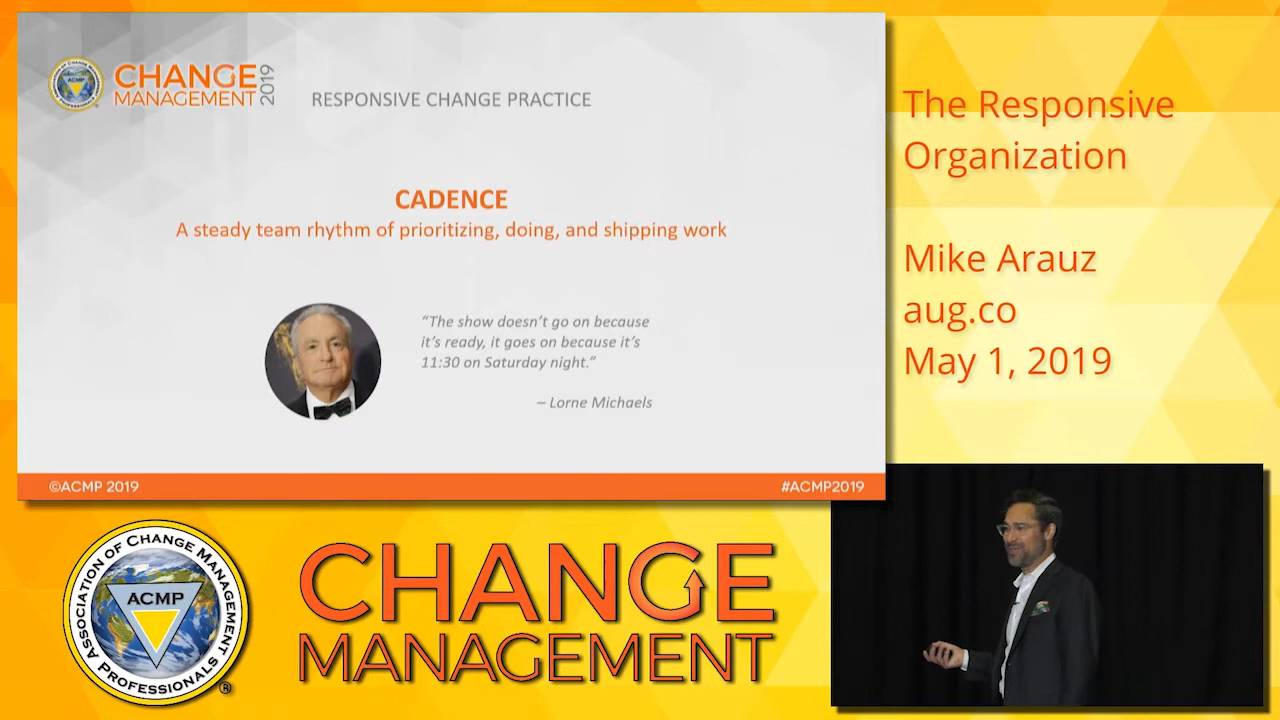 CHANGE
MANAGEMENT
2019
ACMP
RESPONSIVE CHANGE PRACTICE
CADENCE
A steady team rhythm of prioritizing, doing, and shipping work
“The show doesn’t go on because
it’s ready, it goes on because it’s
11:30 on Saturday night.”
– Lorne Michaels
©ACMP 2019
#ACMP2019
The Responsive
Organization
Mike Arauz
aug.co
May 1, 2019
ASSOCIATION OF CHANGE MANAGEMENT
PROFESSIONALS
ACMP
®
CHANGE
MANAGEMENT